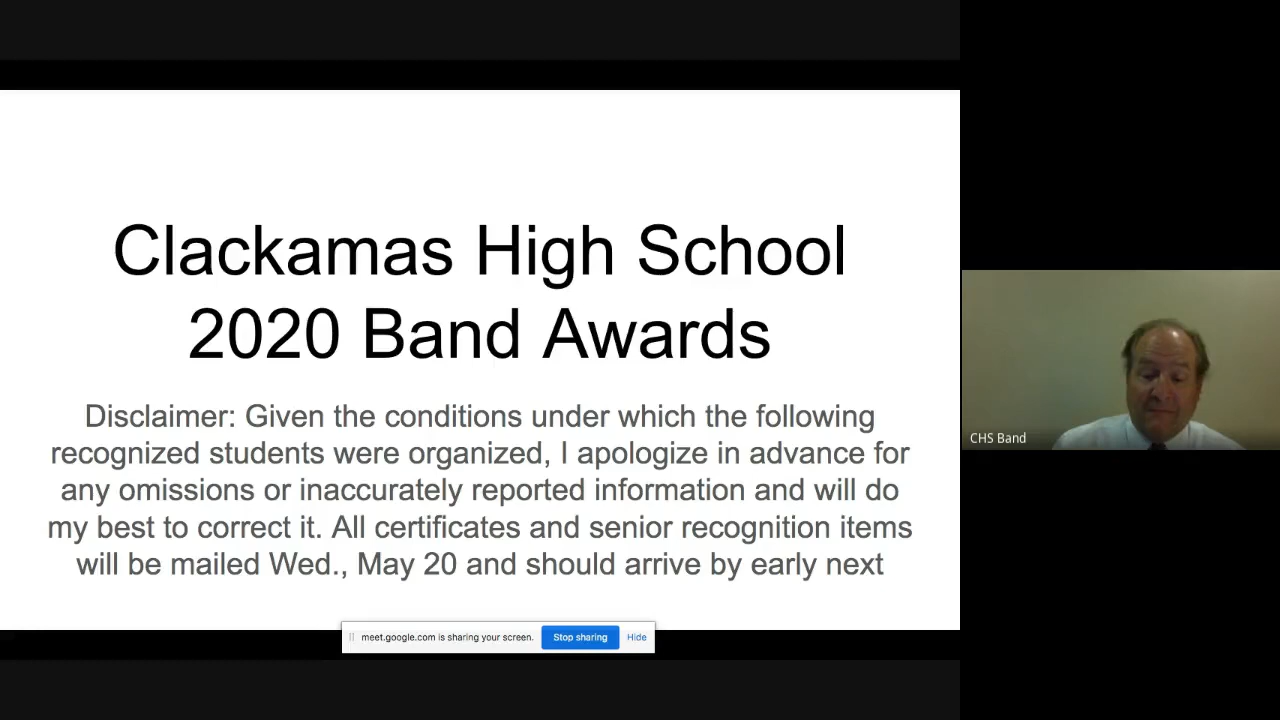 Clackamas High School
2020 Band Awards
Disclaimer: Given the conditions under which the following
recognized students were organized, I apologize in advance for
any omissions or inaccurately reported information and will do
my best to correct it. All certificates and senior recognition items
will be mailed Wed., May 20 and should arrive by early next
CHS Band
meet.google.com is sharing your screen. Stop sharing Hide